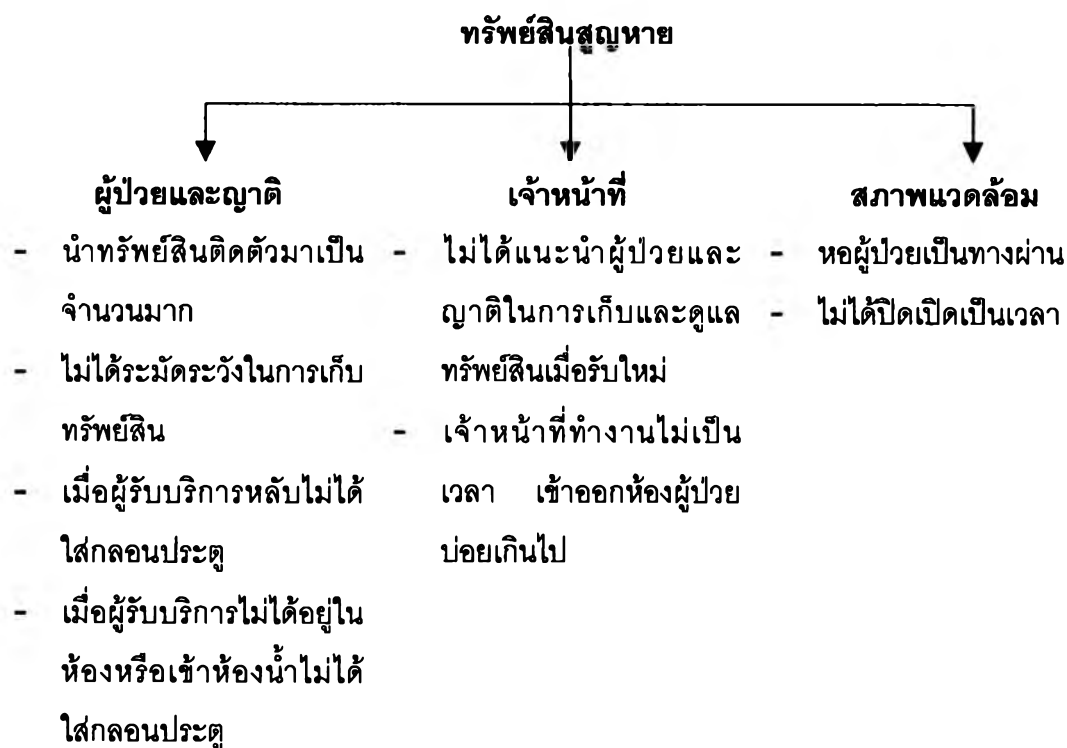 ทรัพย์สินสูญหาย
ผู้ป่วยและญาติ
- นำทรัพย์สินติดตัวมาเป็น
จำนวนมาก
- ไม่ได้ระมัดระวังในการเก็บ
ทรัพย์สิน
- เมื่อผู้รับบริการหลับไม่ได้
ใส่กลอนประตู
- เมื่อผู้รับบริการไม่ได้อยู่ใน
ห้องหรือเข้าห้องน้ำไม่ได้
ใส่กลอนประตู
เจ้าหน้าที่
- ไม่ได้แนะนำผู้ป่วยและ
ญาติในการเก็บและดูแล
ทรัพย์สินเมื่อรับใหม่
- เจ้าหน้าที่ทำงานไม่เป็น
เวลา เข้าออกห้องผู้ป่วย
บ่อยเกินไป
สภาพแวดล้อม
- หอผู้ป่วยเป็นทางผ่าน
- ไม่ได้ปิดเปิดเป็นเวลา